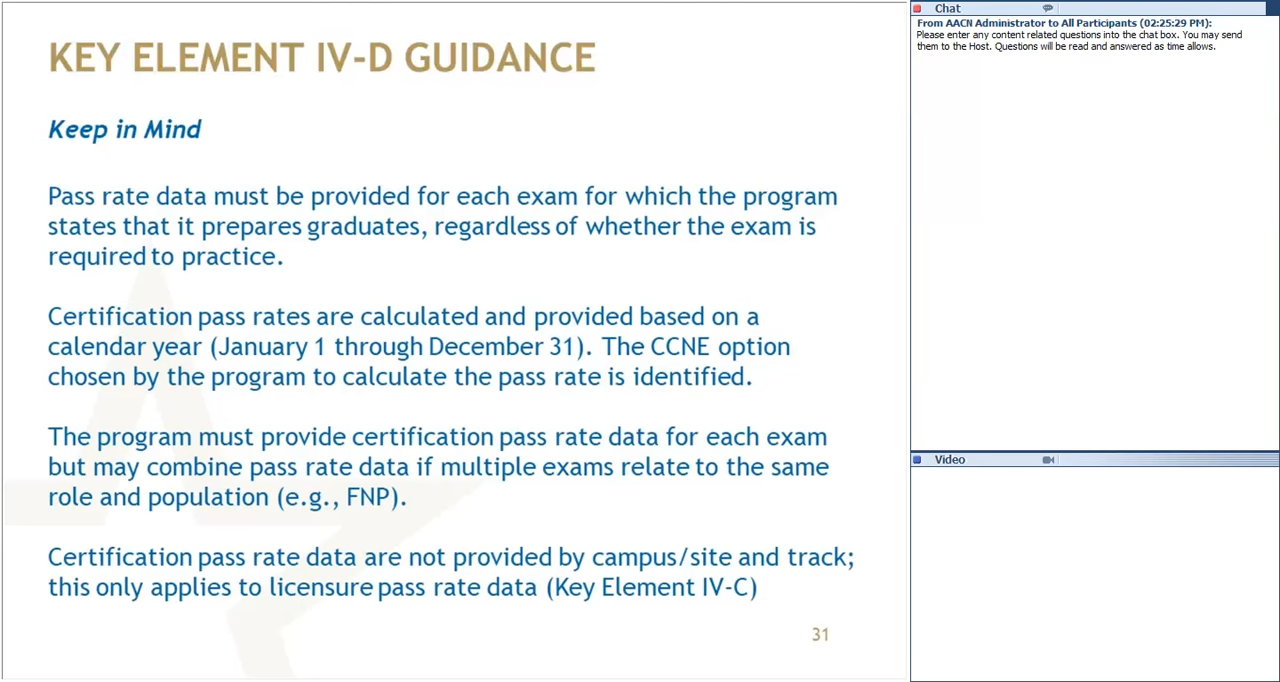 KEY ELEMENT IV-D GUIDANCE
Keep in Mind
Pass rate data must be provided for each exam for which the program
states that it prepares graduates, regardless of whether the exam is
required to practice.
Certification pass rates are calculated and provided based on a
calendar year (January 1 through December 31). The CCNE option
chosen by the program to calculate the pass rate is identified.
The program must provide certification pass rate data for each exam
but may combine pass rate data if multiple exams relate to the same
role and population (e.g., FNP).
Certification pass rate data are not provided by campus/site and track;
this only applies to licensure pass rate data (Key Element IV-C)
31
Chat
From AACN Administrator to All Participants (02:25:29 PM):
Please enter any content related questions into the chat box. You may send
them to the Host. Questions will be read and answered as time allows.
Video